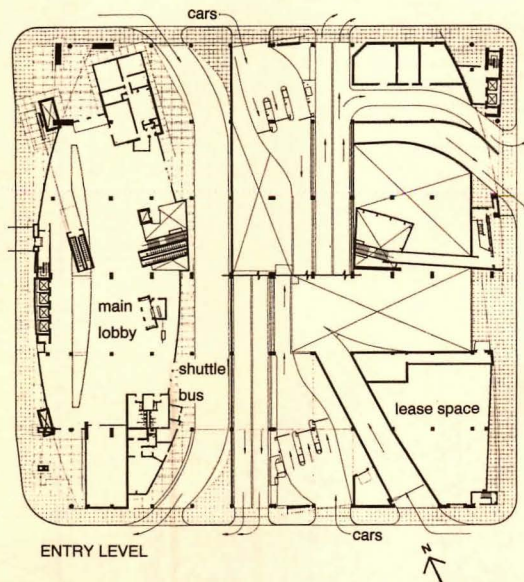 cars
main
lobby
shuttle
bus
lease space
cars
ENTRY LEVEL
N